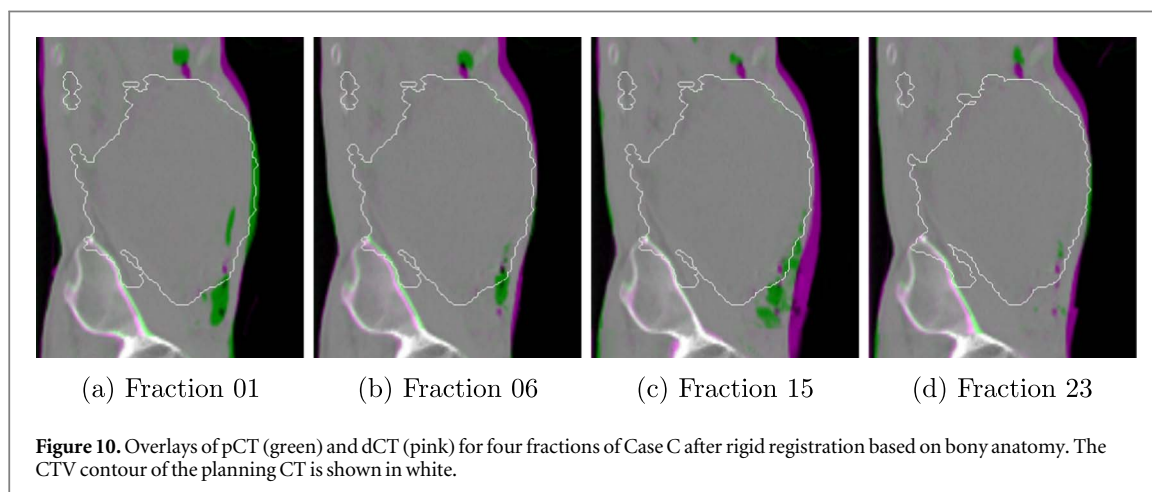 (a) Fraction 01
(b) Fraction 06
(c) Fraction 15
(d) Fraction 23
Figure 10. Overlays of pCT (green) and dCT (pink) for four fractions of Case C after rigid registration based on bony anatomy. The
CTV contour of the planning CT is shown in white.